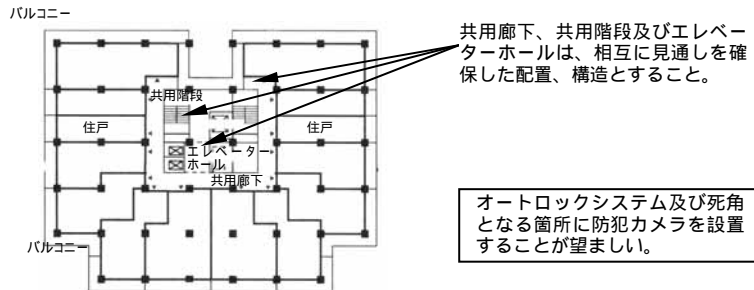 バルコニー
共用廊下、共用階段及びエレベ
ーターホールは、相互に見通しを確
保した配置、構造とすること。
共用階段
住戸
住戸
エレベーター
ホール
共用廊下
オートロックシステム及び死角
となる箇所に防犯カメラを設置
することが望ましい。
バルコニー